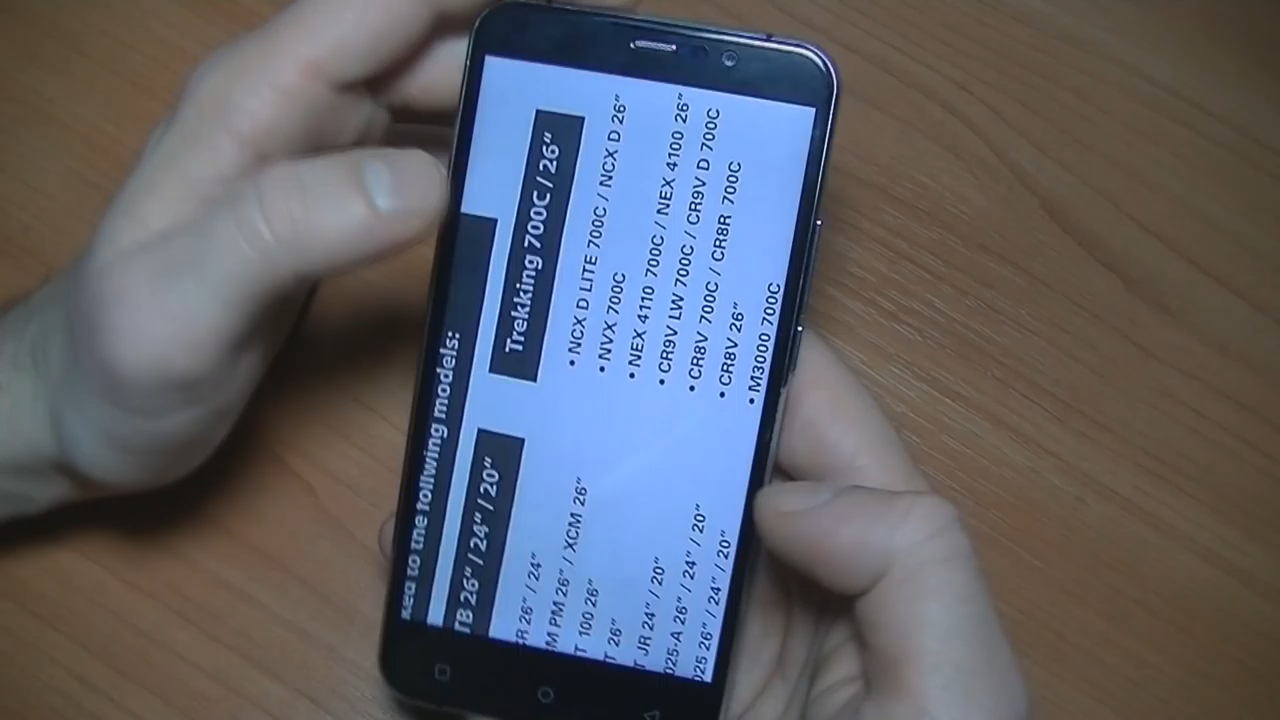 ked to the follwing models:
TB 26“ / 24“ / 20“
CR 26“ / 24“
M PM 26“ / XCM 26“
T 100 26“
T 26“
T JR 24“ / 20“
025-A 26“ / 24“ / 20“
025 26“ / 24“ / 20“
Trekking 700C / 26“
• NCX D LITE 700C / NCX D 26“
• NVX 700C
• NEX 4110 700C / NEX 4100 26“
• CR9V LW 700C / CR9V D 700C
• CR8V 700C / CR8R 700C
• CR8V 26“
• M3000 700C